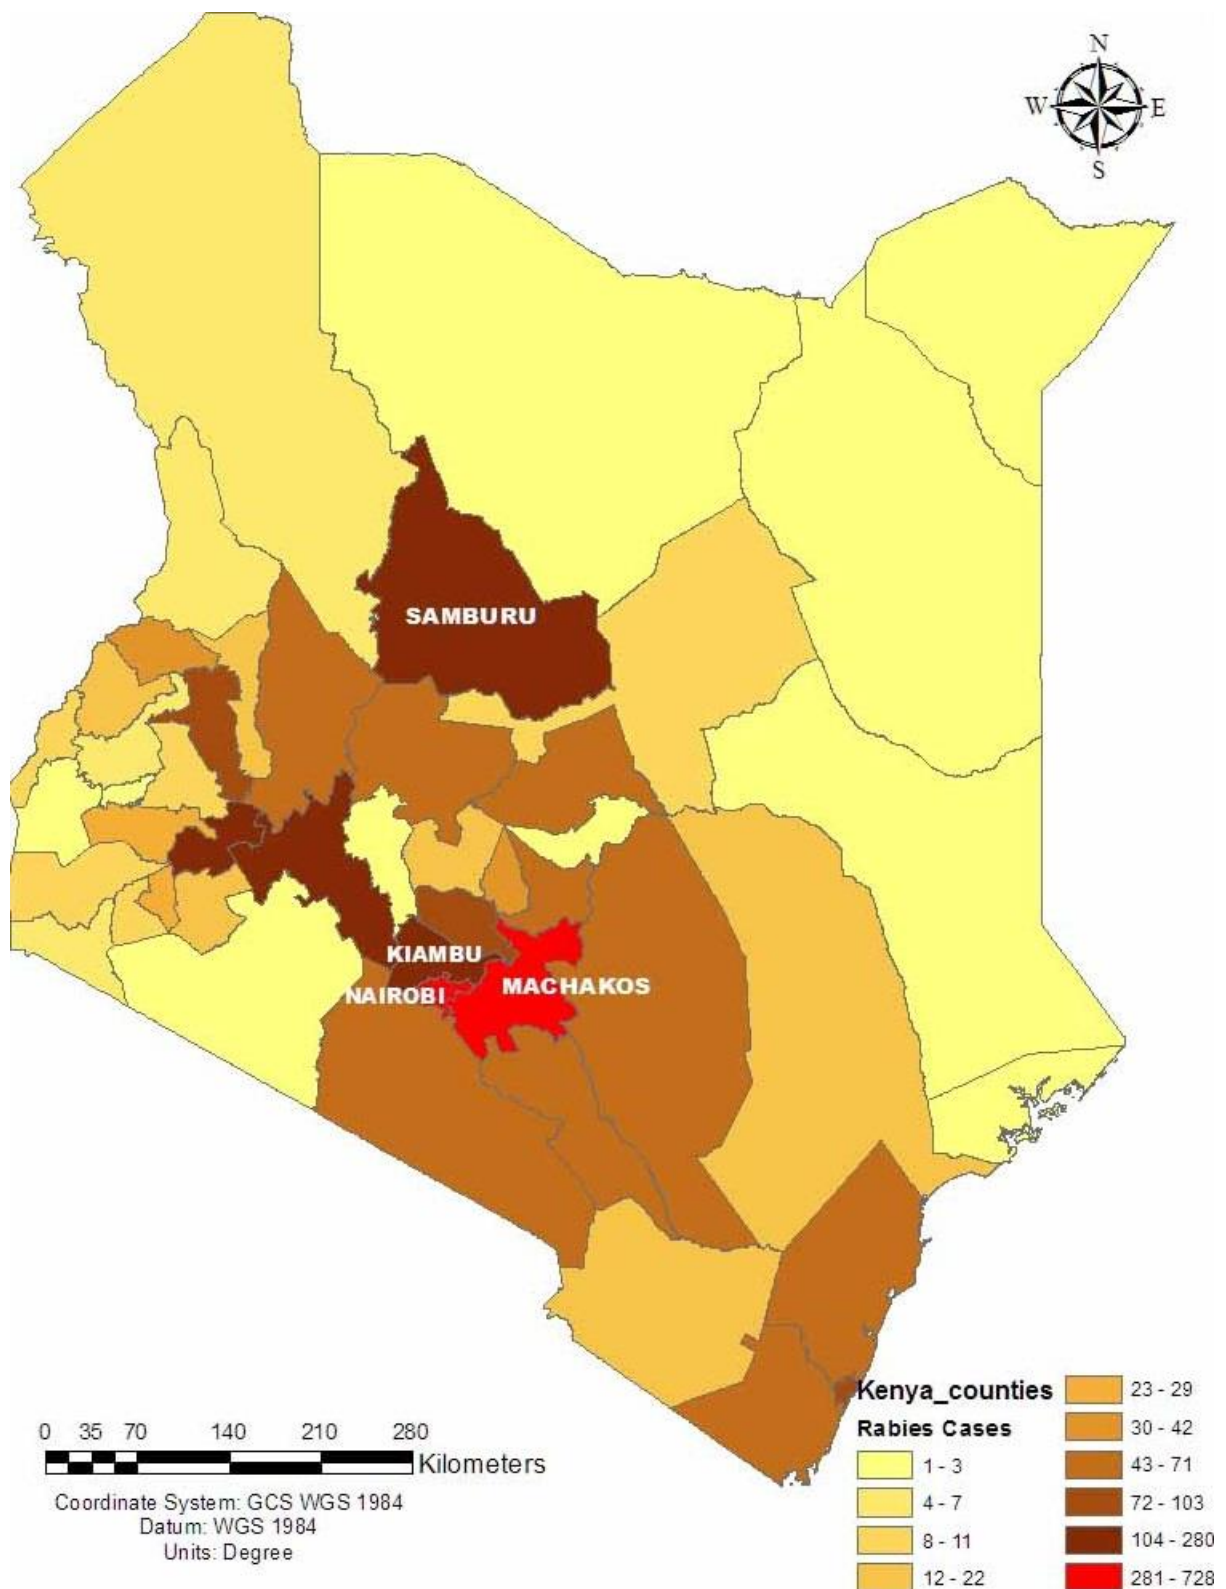 N
W E
S
SAMBURU
KIAMBU
NAIROBI
MACHAKOS
Kenya_counties
Rabies Cases
1 - 3
4 - 7
8 - 11
12 - 22
23 - 29
30 - 42
43 - 71
72 - 103
104 - 280
281 - 728
0 35 70 140 210 280
Kilometers
Coordinate System: GCS WGS 1984
Datum: WGS 1984
Units: Degree